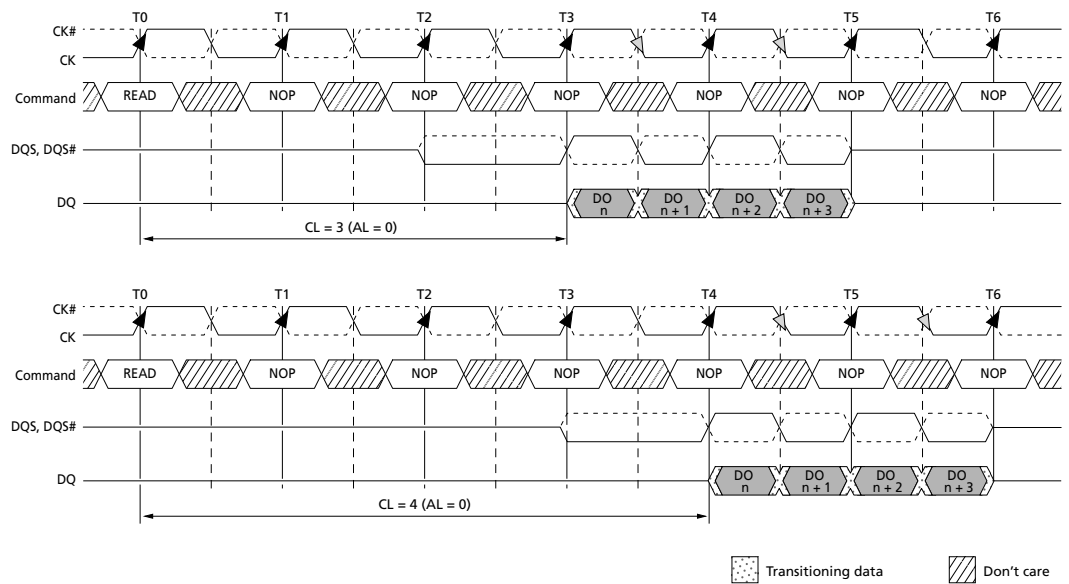 T0 T1 T2 T3 T4 T5 T6
CK#
CK
Command READ NOP NOP NOP NOP NOP NOP
DQS, DQS#
DQ DO n DO n + 1 DO n + 2 DO n + 3
CL = 3 (AL = 0)
T0 T1 T2 T3 T4 T5 T6
CK#
CK
Command READ NOP NOP NOP NOP NOP NOP
DQS, DQS#
DQ DO n DO n + 1 DO n + 2 DO n + 3
CL = 4 (AL = 0)
Transitioning data Don't care